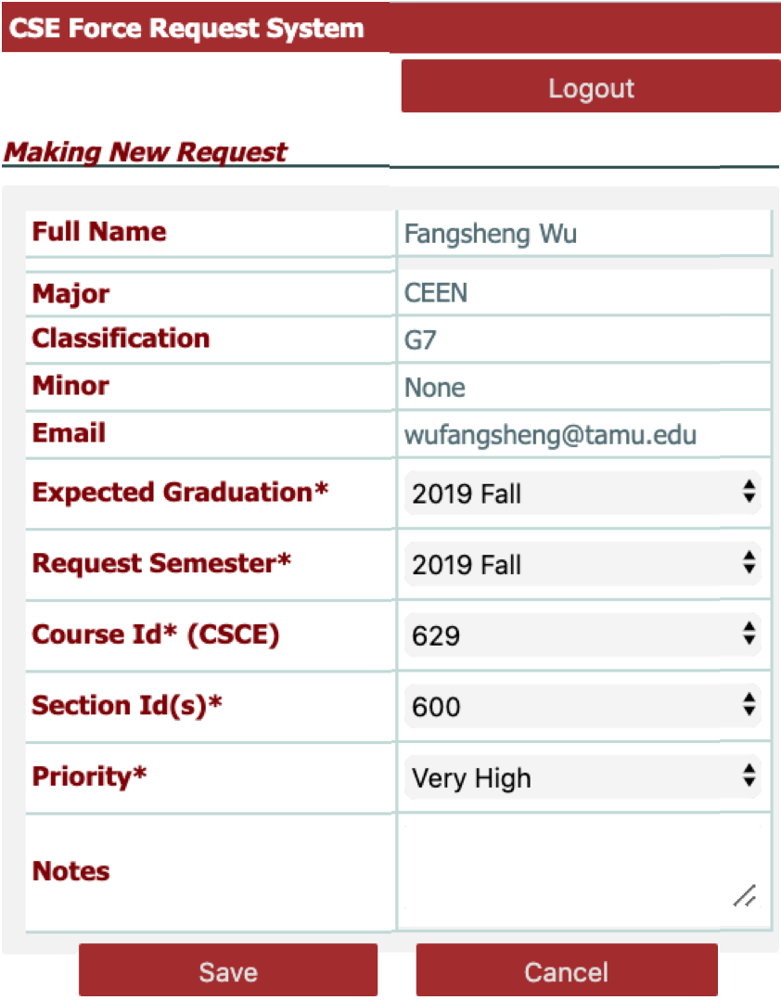 CSE Force Request System
Logout
Making New Request
Full Name Fangsheng Wu
Major CEEN
Classification G7
Minor None
Email wufangsheng@tamu.edu
Expected Graduation* 2019 Fall
Request Semester* 2019 Fall
Course Id* (CSCE) 629
Section Id(s)* 600
Priority* Very High
Notes
Save Cancel